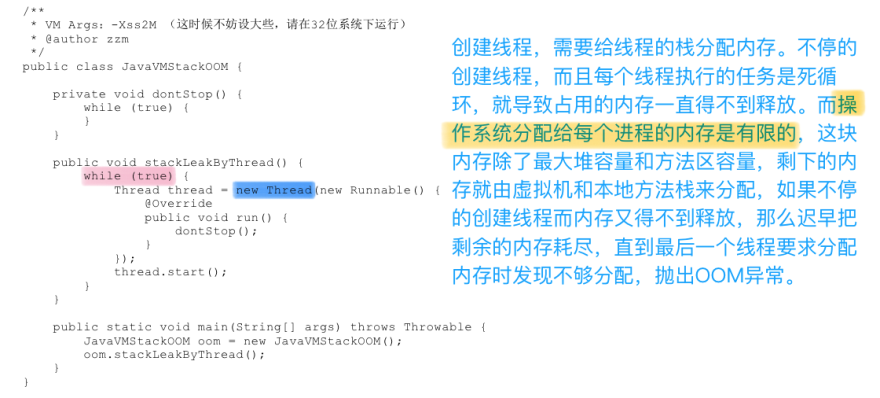 /**
 * VM Args: -Xss2M （这时候不妨设大些，请在32位系统下运行）
 * @author zzm
 */
public class JavaVMStackOOM {

    private void dontStop() {
        while (true) {
        }
    }

    public void stackLeakByThread() {
        while (true) {
            Thread thread = new Thread(new Runnable() {
                @Override
                public void run() {
                    dontStop();
                }
            });
            thread.start();
        }
    }

    public static void main(String[] args) throws Throwable {
        JavaVMStackOOM oom = new JavaVMStackOOM();
        oom.stackLeakByThread();
    }
}
创建线程，需要给线程的栈分配内存。不停的
创建线程，而且每个线程执行的任务是死循
环，就导致占用的内存一直得不到释放。而操
作系统分配给每个进程的内存是有限的，这块
内存除了最大堆容量和方法区容量，剩下的内
存就由虚拟机和本地方法栈来分配，如果不停
的创建线程而内存又得不到释放，那么迟早把
剩余的内存耗尽，直到最后一个线程要求分配
内存时发现不够分配，抛出OOM异常。